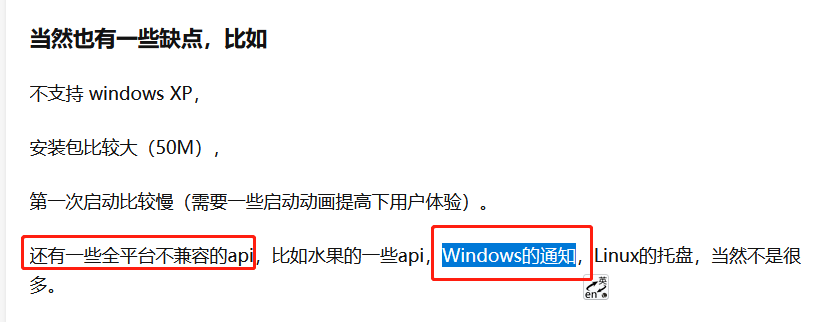 当然也有一些缺点，比如
不支持 windows XP，
安装包比较大（50M），
第一次启动比较慢（需要一些启动动画提高下用户体验）。
还有一些全平台不兼容的api，比如水果的一些api，Windows的通知，Linux的托盘，当然不是很
多。
英
en